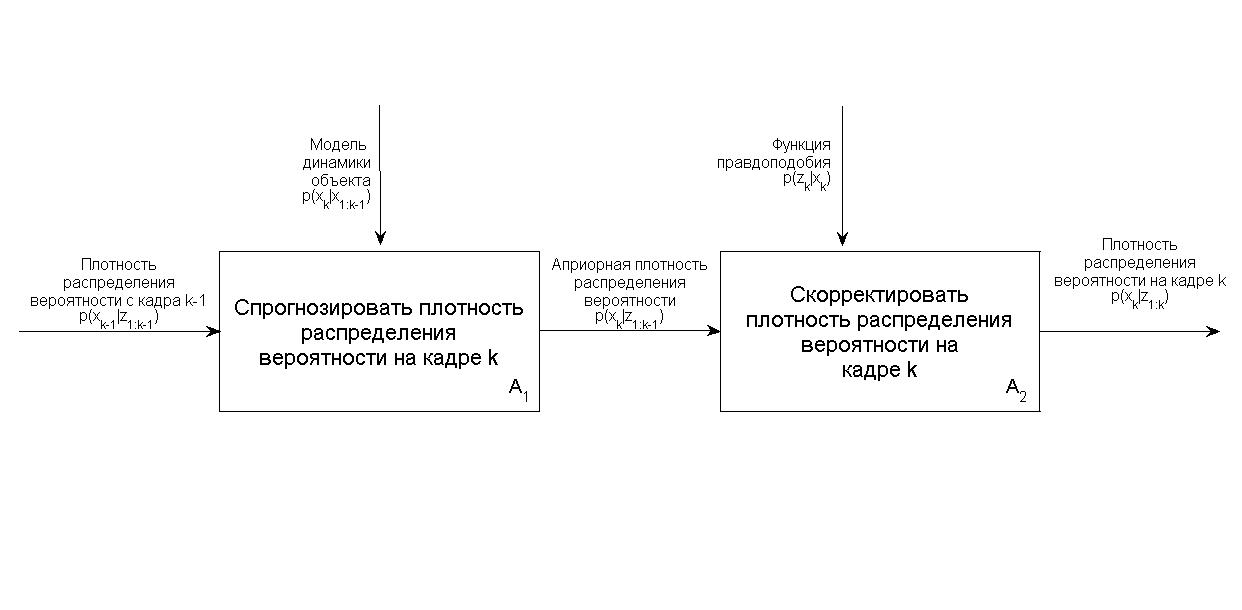 Модель
динамики
объекта
p(x_k|x_{1:k-1})
Функция
правдоподобия
p(z_k|x_k)
Плотность
распределения
вероятности с кадра k-1
p(x_{k-1}|z_{1:k-1})
Спрогнозировать плотность
распределения
вероятности на кадре k
A_1
Априорная плотность
распределения
вероятности
p(x_k|z_{1:k-1})
Скорректировать
плотность распределения
вероятности на
кадре k
A_2
Плотность
распределения
вероятности на кадре k
p(x_k|z_{1:k})